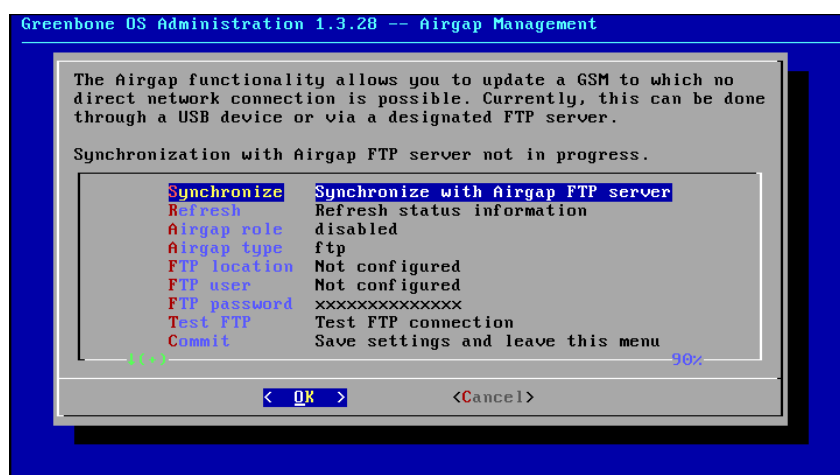 Greenbone OS Administration 1.3.28 -- Airgap Management
The Airgap functionality allows you to update a GSM to which no
direct network connection is possible. Currently, this can be done
through a USB device or via a designated FTP server.
Synchronization with Airgap FTP server not in progress.
Synchronize Synchronize with Airgap FTP server
Refresh Refresh status information
Airgap role disabled
Airgap type ftp
FTP location Not configured
FTP user Not configured
FTP password xxxxxxxxxxxxxx
Test FTP Test FTP connection
Commit Save settings and leave this menu
↓(+) 90%
< OK > <Cancel>